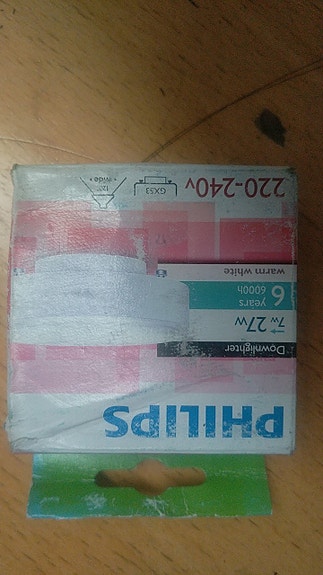 PHILIPS
Downlighter
7w 27w
6 years
6000h
warm white
220-240v
GX53
120°
• wide •